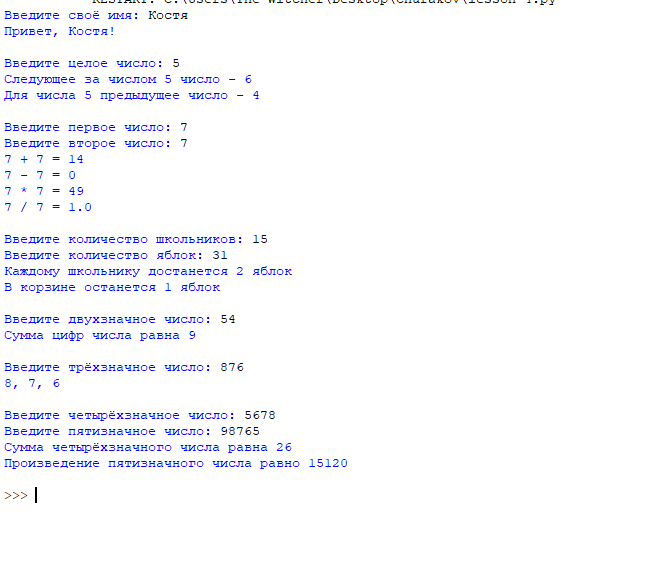 Введите своё имя: Костя
Привет, Костя!
Введите целое число: 5
Следующее за числом 5 число - 6
Для числа 5 предыдущее число - 4
Введите первое число: 7
Введите второе число: 7
7 + 7 = 14
7 - 7 = 0
7 * 7 = 49
7 / 7 = 1.0
Введите количество школьников: 15
Введите количество яблок: 31
Каждому школьнику достанется 2 яблок
В корзине останется 1 яблок
Введите двухзначное число: 54
Сумма цифр числа равна 9
Введите трёхзначное число: 876
8, 7, 6
Введите четырёхзначное число: 5678
Введите пятизначное число: 98765
Сумма четырёхзначного числа равна 26
Произведение пятизначного числа равно 15120
>>>